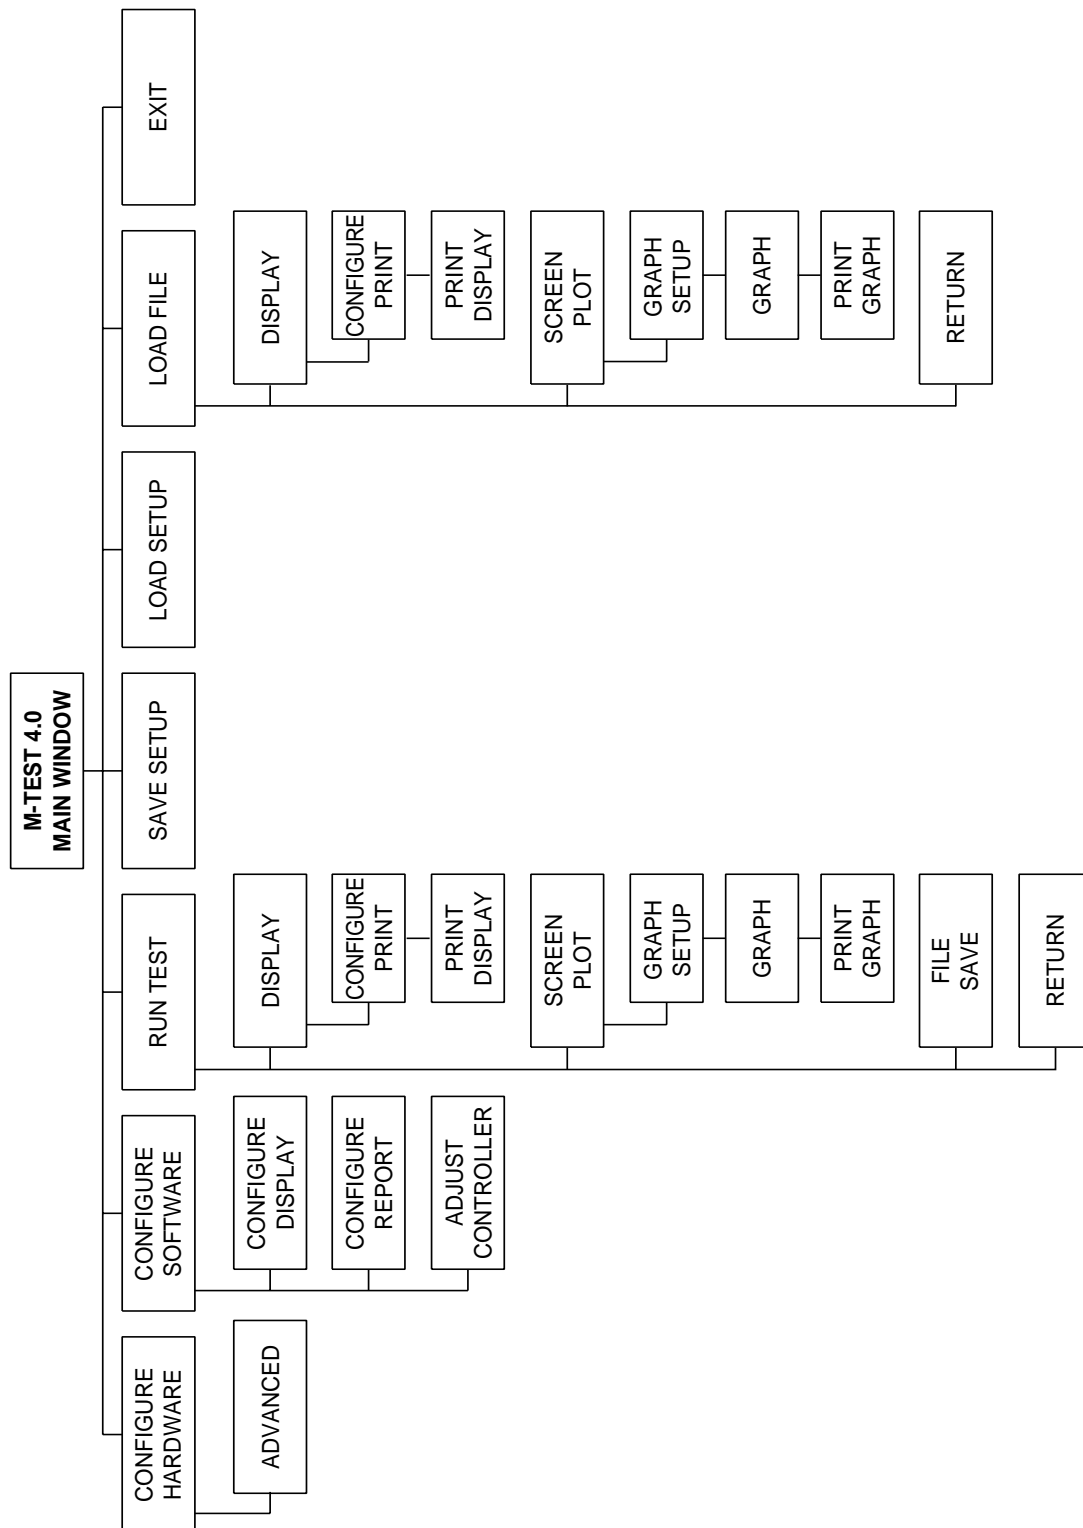 M-TEST 4.0
MAIN WINDOW
CONFIGURE
HARDWARE
ADVANCED
CONFIGURE
SOFTWARE
CONFIGURE
DISPLAY
CONFIGURE
REPORT
ADJUST
CONTROLLER
RUN TEST
DISPLAY
CONFIGURE
PRINT
PRINT
DISPLAY
SCREEN
PLOT
GRAPH
SETUP
GRAPH
PRINT
GRAPH
FILE
SAVE
RETURN
SAVE SETUP
LOAD SETUP
LOAD FILE
DISPLAY
CONFIGURE
PRINT
PRINT
DISPLAY
SCREEN
PLOT
GRAPH
SETUP
GRAPH
PRINT
GRAPH
RETURN
EXIT